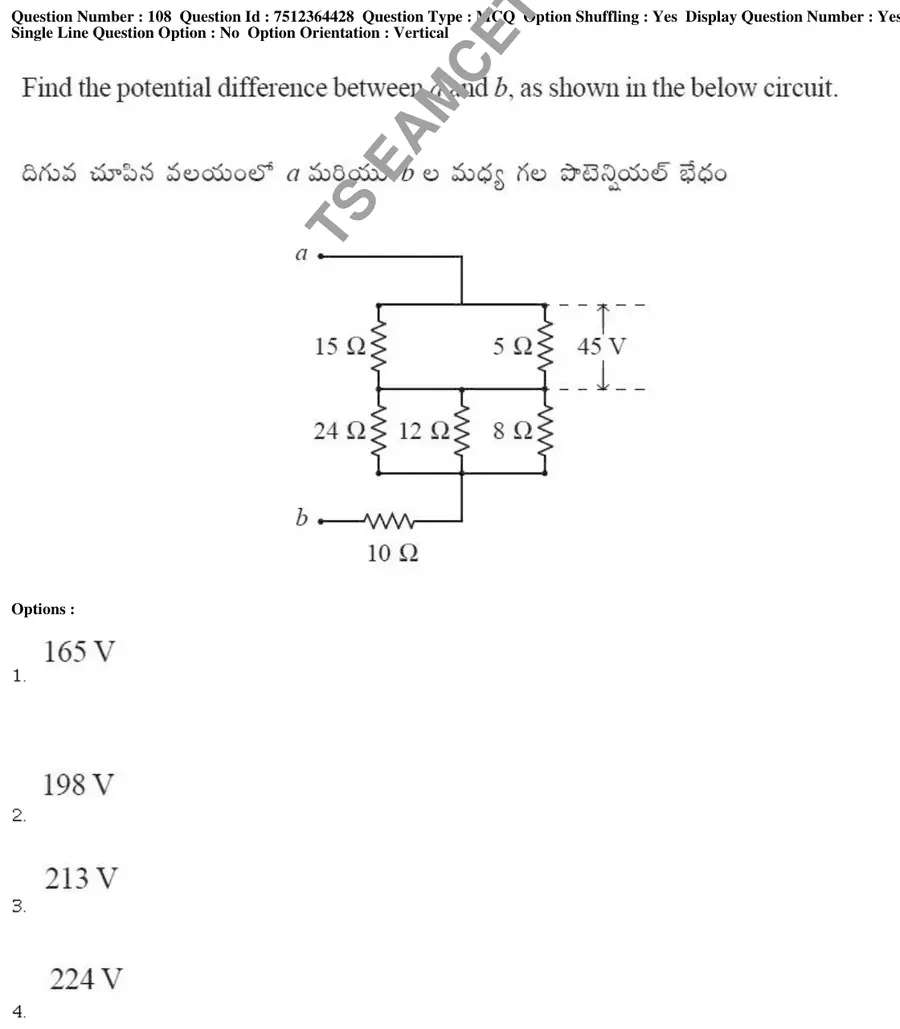 Question Number : 108 Question Id : 7512364428 Question Type : MCQ Option Shuffling : Yes Display Question Number : Yes
Single Line Question Option : No Option Orientation : Vertical
TS EAMCET
Find the potential difference between a and b, as shown in the below circuit.
దిగువ చూపిన వలయంలో a మరియు b ల మధ్య గల పొటెన్షియల్ భేధం
a
15 Ω 5 Ω 45 V
24 Ω 12 Ω 8 Ω
b
10 Ω
Options :
165 V
1.
198 V
2.
213 V
3.
224 V
4.